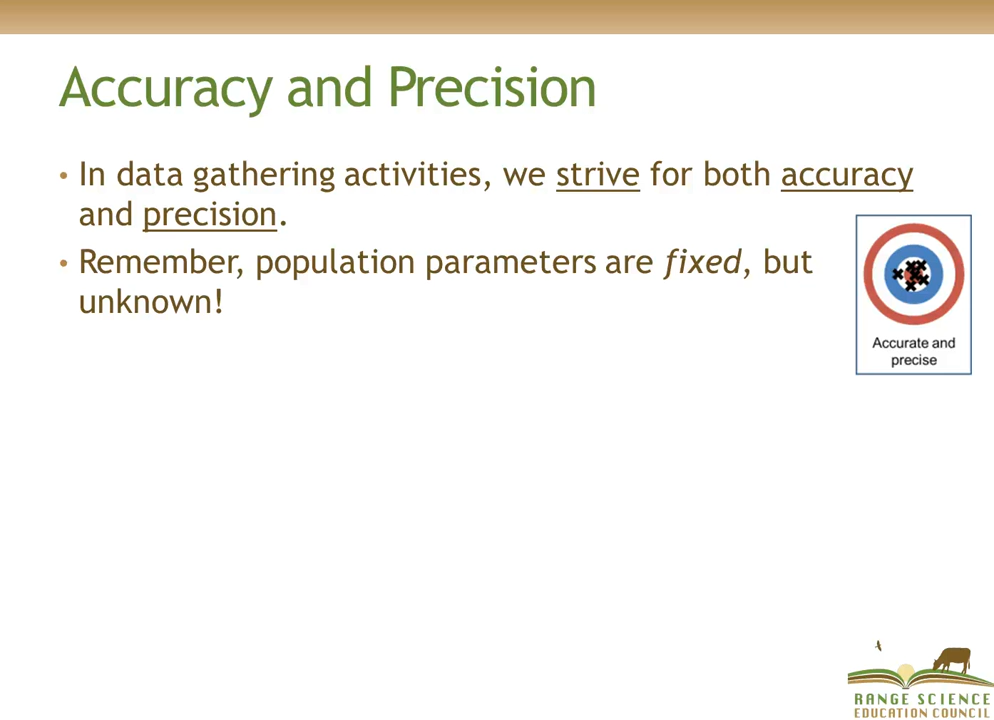 Accuracy and Precision
• In data gathering activities, we strive for both accuracy
and precision.
• Remember, population parameters are fixed, but
unknown!
Accurate and
precise
RANGE SCIENCE
EDUCATION COUNCIL